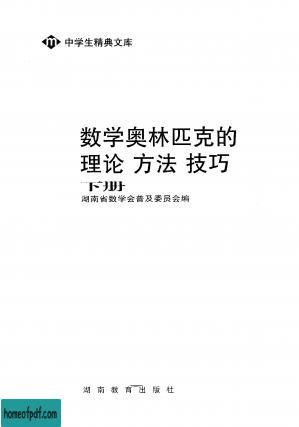 中学生精典文库
数学奥林匹克的
理论 方法 技巧
下册
湖南省数学会普及委员会编
湖南教育出版社
homeofpdf.com